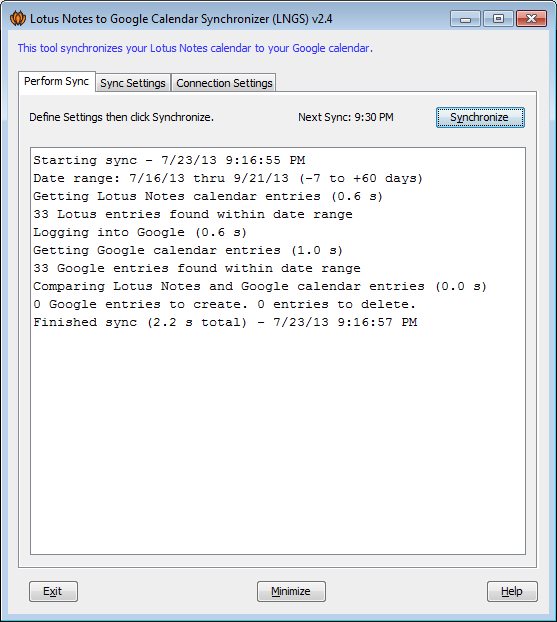 Lotus Notes to Google Calendar Synchronizer (LNGS) v2.4
This tool synchronizes your Lotus Notes calendar to your Google calendar.
Perform Sync Sync Settings Connection Settings
Define Settings then click Synchronize. Next Sync: 9:30 PM Synchronize
Starting sync - 7/23/13 9:16:55 PM
Date range: 7/16/13 thru 9/21/13 (-7 to +60 days)
Getting Lotus Notes calendar entries (0.6 s)
33 Lotus entries found within date range
Logging into Google (0.6 s)
Getting Google calendar entries (1.0 s)
33 Google entries found within date range
Comparing Lotus Notes and Google calendar entries (0.0 s)
0 Google entries to create. 0 entries to delete.
Finished sync (2.2 s total) - 7/23/13 9:16:57 PM
Exit Minimize Help